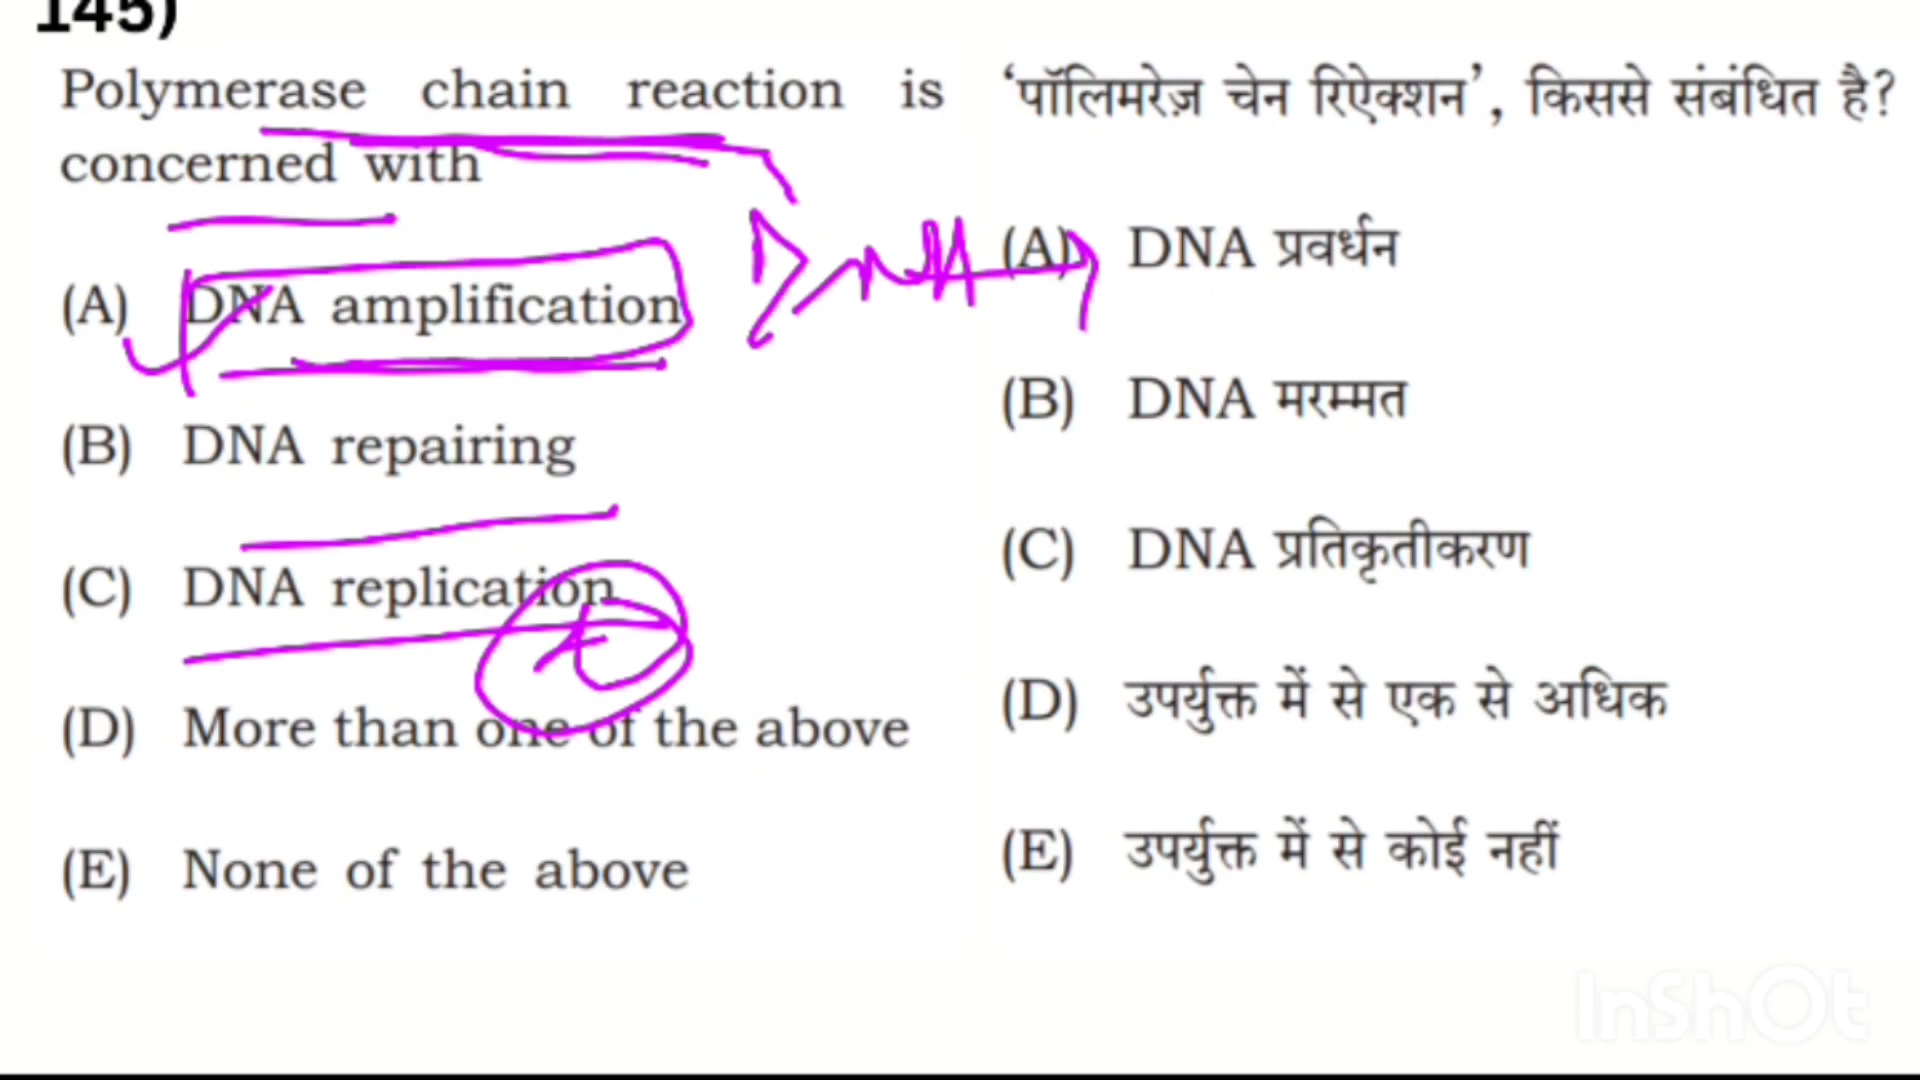 145)
Polymerase chain reaction is
concerned with
(A) DNA amplification
(B) DNA repairing
(C) DNA replication
(D) More than one of the above
(E) None of the above
‘पॉलिमरेज़ चेन रिऐक्शन’, किससे संबंधित है?
(A) DNA प्रवर्धन
(B) DNA मरम्मत
(C) DNA प्रतिकृतीकरण
(D) उपर्युक्त में से एक से अधिक
(E) उपर्युक्त में से कोई नहीं
DNA
InShOt